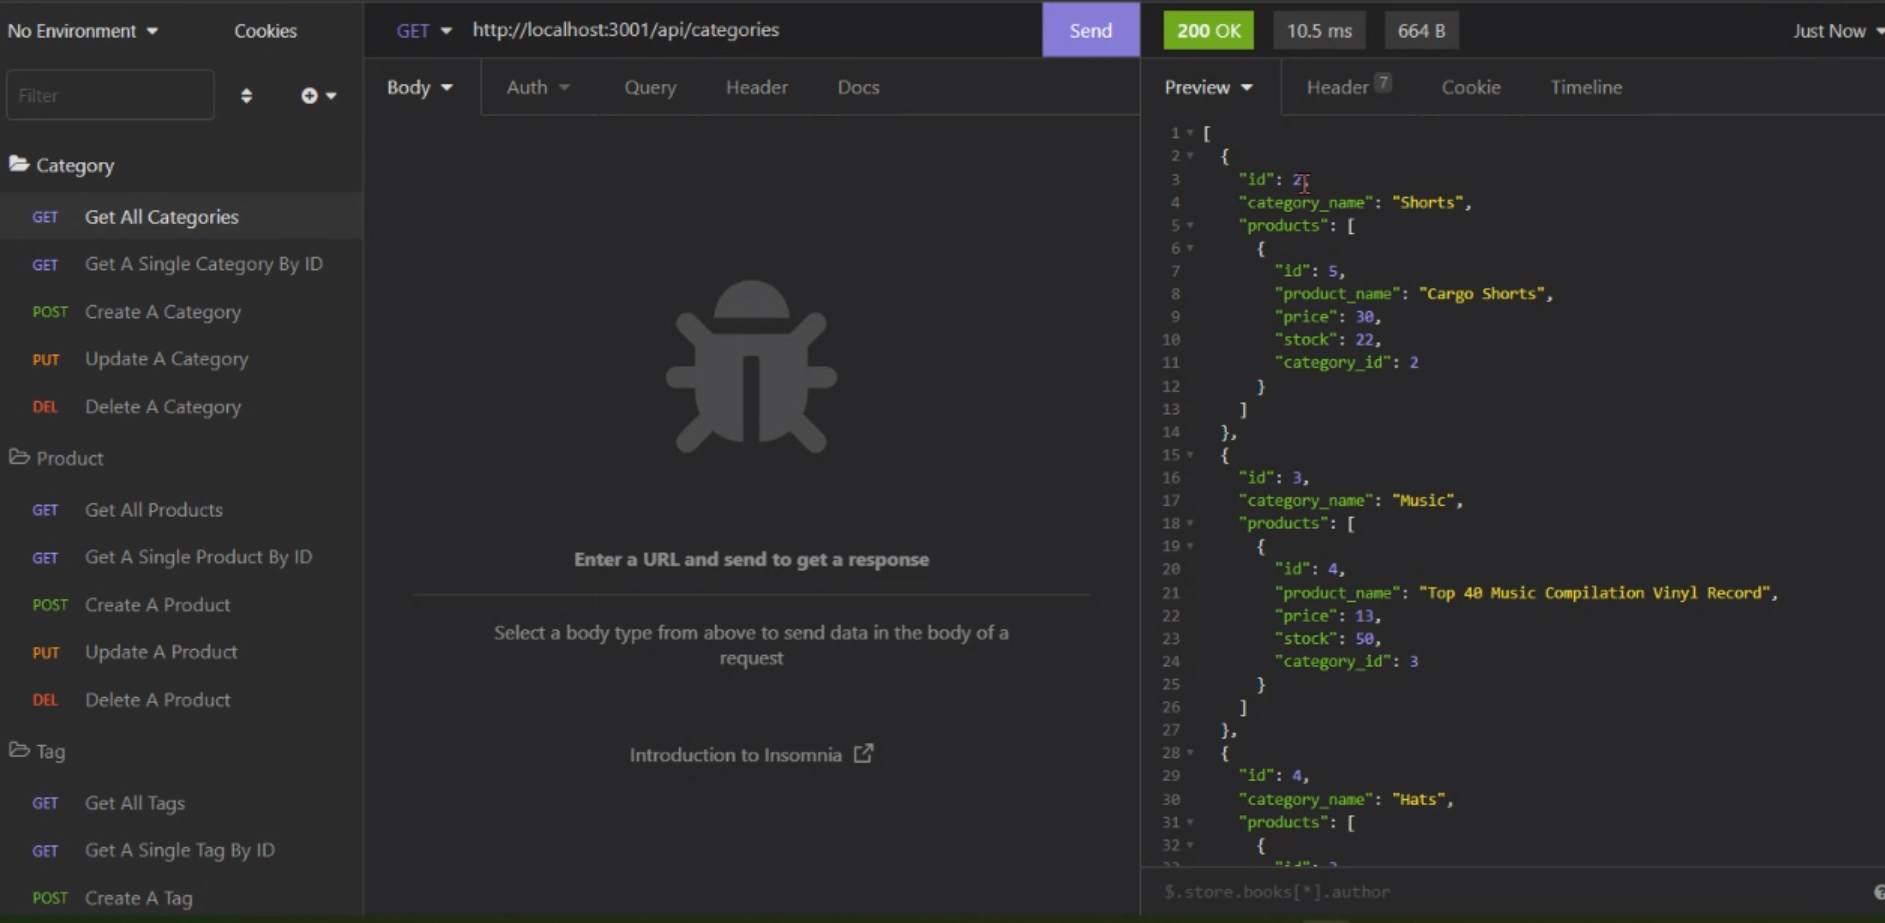 No Environment
Cookies
Filter
Category
GET Get All Categories
GET Get A Single Category By ID
POST Create A Category
PUT Update A Category
DEL Delete A Category
Product
GET Get All Products
GET Get A Single Product By ID
POST Create A Product
PUT Update A Product
DEL Delete A Product
Tag
GET Get All Tags
GET Get A Single Tag By ID
POST Create A Tag
GET http://localhost:3001/api/categories Send
Body Auth Query Header Docs
Enter a URL and send to get a response
Select a body type from above to send data in the body of a
request
Introduction to Insomnia
200 OK 10.5 ms 664 B Just Now
Preview Header 7 Cookie Timeline
1 [
2 {
3 "id": 2,
4 "category_name": "Shorts",
5 "products": [
6 {
7 "id": 5,
8 "product_name": "Cargo Shorts",
9 "price": 30,
10 "stock": 22,
11 "category_id": 2
12 }
13 ]
14 },
15 {
16 "id": 3,
17 "category_name": "Music",
18 "products": [
19 {
20 "id": 4,
21 "product_name": "Top 40 Music Compilation Vinyl Record",
22 "price": 13,
23 "stock": 50,
24 "category_id": 3
25 }
26 ]
27 },
28 {
29 "id": 4,
30 "category_name": "Hats",
31 "products": [
32 {
$.store.books[*].author